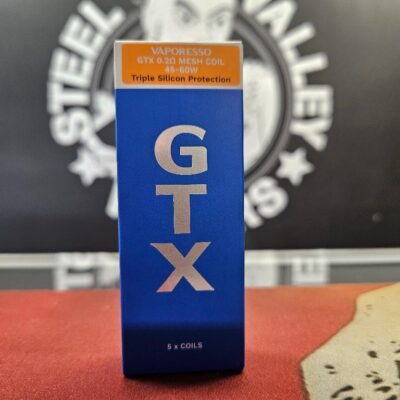 STEEL VALLEY
VAPORESSO
GTX 0.2Ω MESH COIL
45-60W
Triple Silicon Protection
G
T
X
5 x COILS